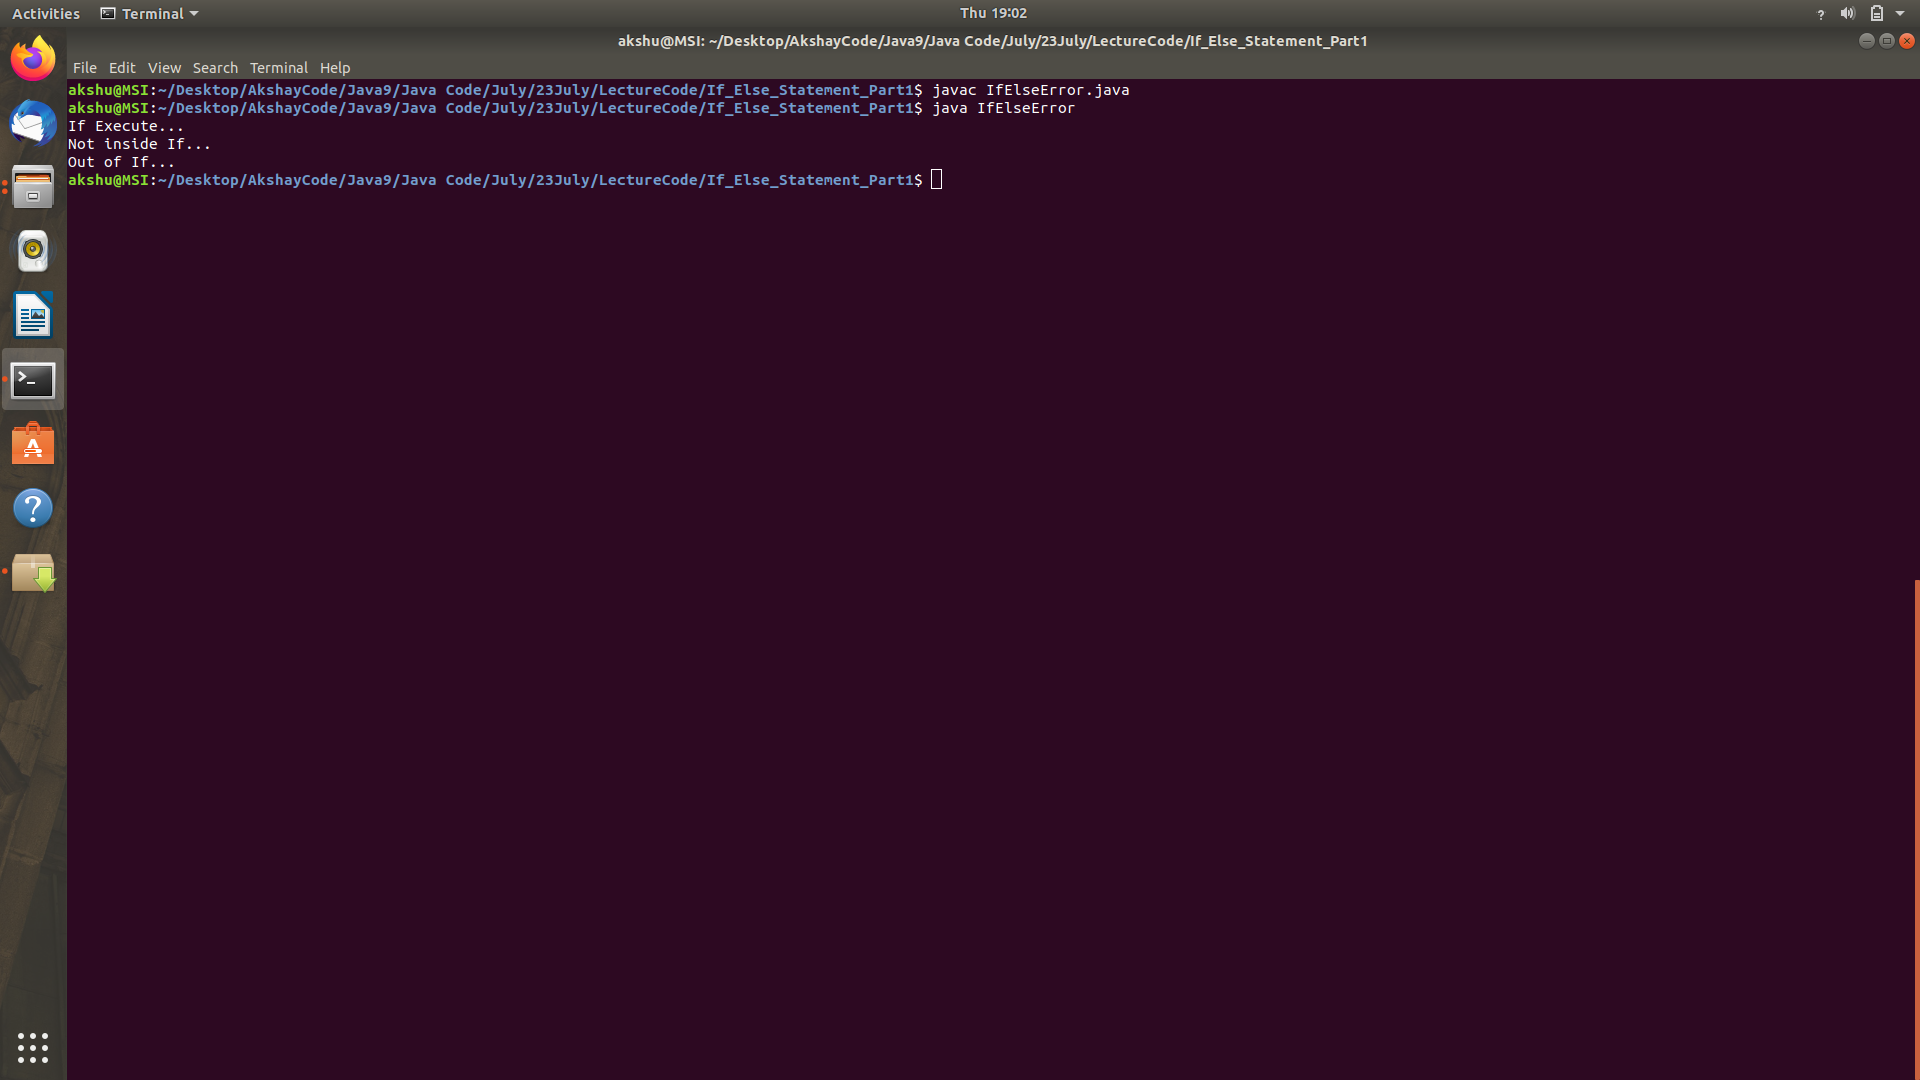 Activities Terminal Thu 19:02 ?
akshu@MSI: ~/Desktop/AkshayCode/Java9/Java Code/July/23July/LectureCode/If_Else_Statement_Part1
File Edit View Search Terminal Help
akshu@MSI:~/Desktop/AkshayCode/Java9/Java Code/July/23July/LectureCode/If_Else_Statement_Part1$ javac IfElseError.java
akshu@MSI:~/Desktop/AkshayCode/Java9/Java Code/July/23July/LectureCode/If_Else_Statement_Part1$ java IfElseError
If Execute...
Not inside If...
Out of If...
akshu@MSI:~/Desktop/AkshayCode/Java9/Java Code/July/23July/LectureCode/If_Else_Statement_Part1$